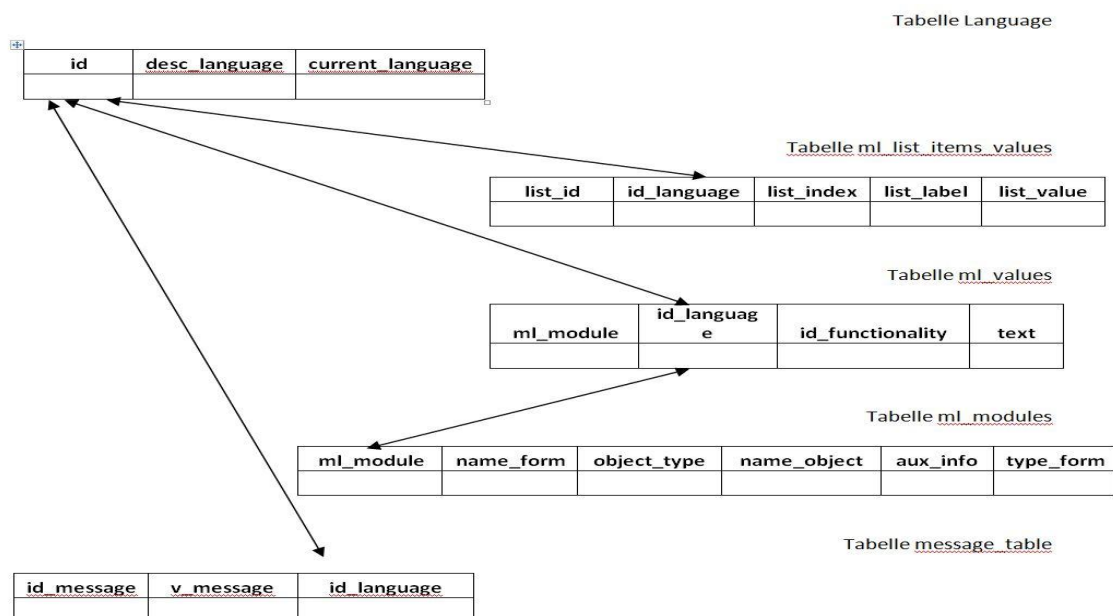 Tabelle Language
id desc_language current_language
Tabelle ml_list_items_values
list_id id_language list_index list_label list_value
Tabelle ml_values
ml_module id_languag
e id_functionality text
Tabelle ml_modules
ml_module name_form object_type name_object aux_info type_form
Tabelle message_table
id_message v_message id_language